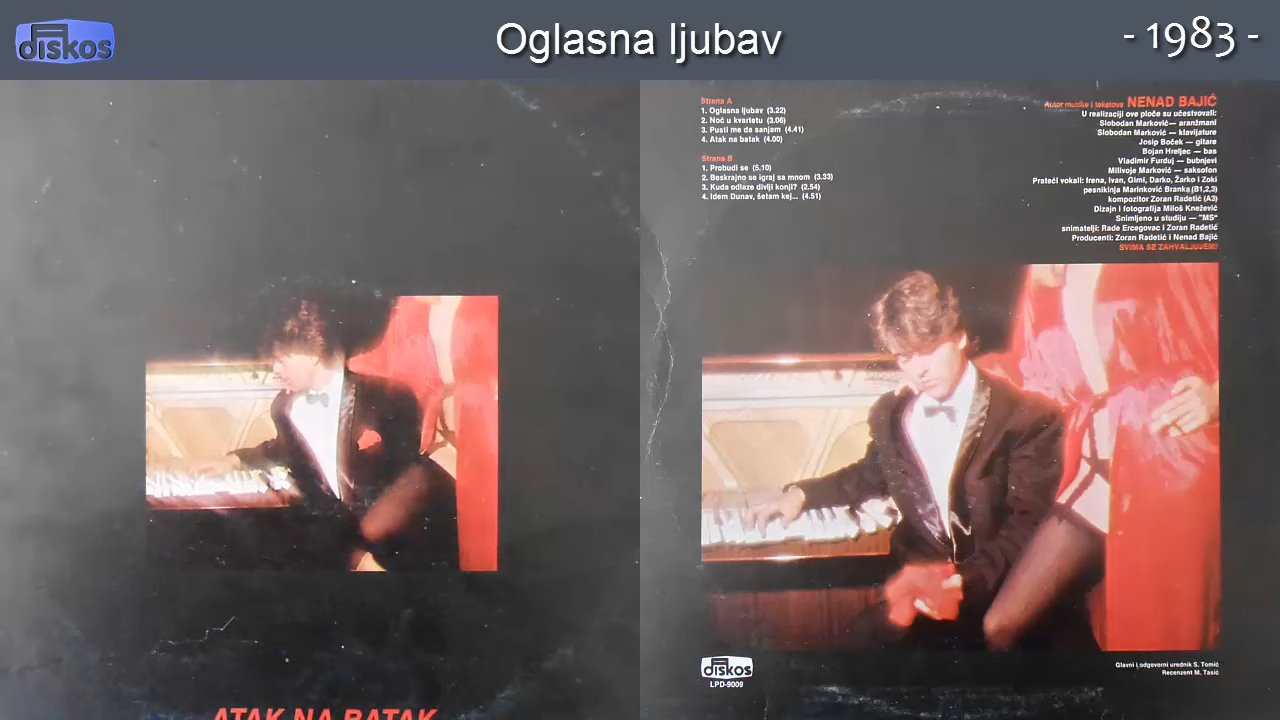 diskos
Oglasna ljubav
- 1983 -
Strana A
1. Oglasna ljubav (3.22)
2. Noć u kvartetu (3.06)
3. Pusti me da sanjam (4.41)
4. Atak na batak (4.00)
Strana B
1. Probudi se (5.10)
2. Beskrajno se igraj sa mnom (3.33)
3. Kuda odlaze divlji konji? (2.54)
4. Idem Dunav, šetam kej... (4.51)
Autor muzike i tekstova NENAD BAJIĆ
U realizaciji ove ploče su učestvovali:
Slobodan Marković — aranžmani
Slobodan Marković — klavijature
Josip Boček — gitare
Bojan Hreljec — bas
Vladimir Furduj — bubnjevi
Milivoje Marković — saksofon
Prateći vokali: Irena, Ivan, Gimi, Darko, Žarko i Zoki
pesnikinja Marinković Branka (B1,2,3)
kompozitor Zoran Radetić (A3)
Dizajn i fotografija Miloš Knežević
Snimljeno u studiju — "MS"
snimatelji: Rade Ercegovac i Zoran Radetić
Producenti: Zoran Radetić i Nenad Bajić
SVIMA SE ZAHVALJUJEM!
ATAK NA BATAK
diskos
LPD-9009
Glavni i odgovorni urednik S. Tomić
Recenzent M. Tasić